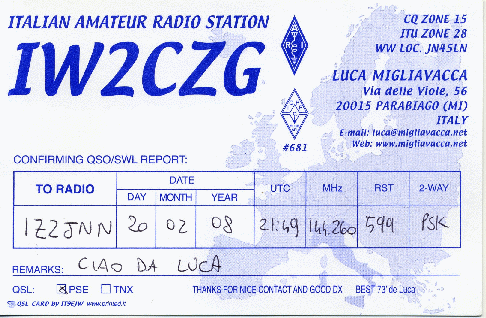 ITALIAN AMATEUR RADIO STATION
IW2CZG
CQ ZONE 15
ITU ZONE 28
WW LOC. JN45LN
LUCA MIGLIAVACCA
Via delle Viole, 56
20015 PARABIAGO (MI)
ITALY
E-mail: luca@migliavacca.net
Web: www.migliavacca.net
#681
CONFIRMING QSO/SWL REPORT:
TO RADIO DATE UTC MHz RST 2-WAY
DAY MONTH YEAR
IZ2JNN 20 02 08 21:49 144.260 599 PSK
REMARKS: CIAO DA LUCA
QSL: PSE TNX THANKS FOR NICE CONTACT AND GOOD DX BEST 73' de Luca
QSL CARD BY IT9EJW